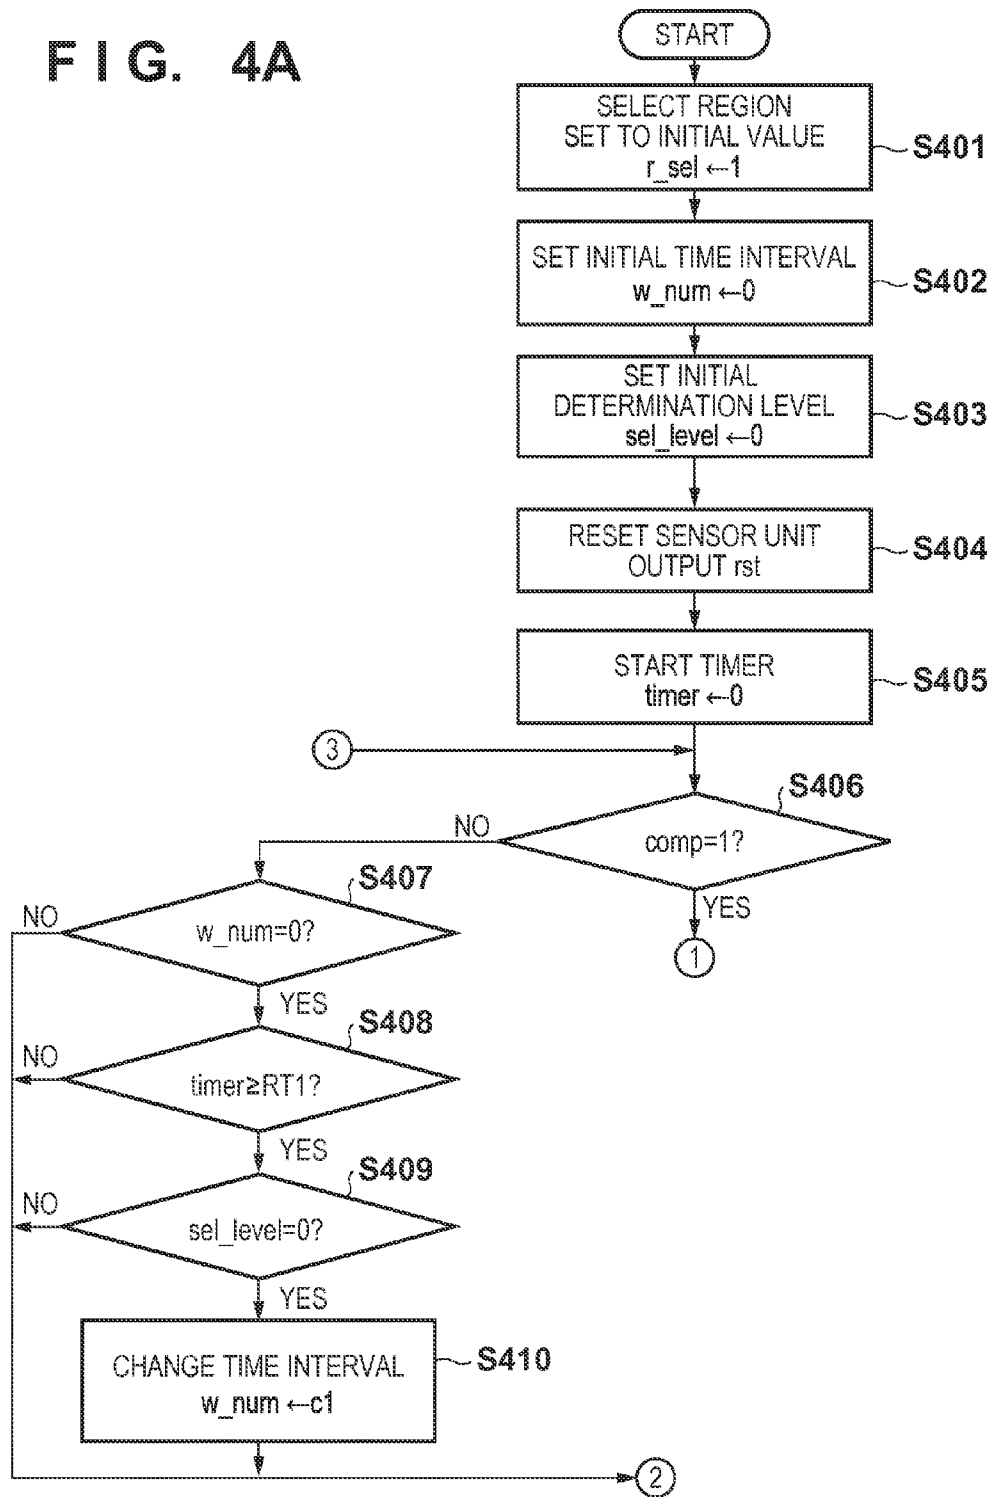 FIG. 4A
START
SELECT REGION
SET TO INITIAL VALUE
r_sel ←1
S401
SET INITIAL TIME INTERVAL
w_num ←0
S402
SET INITIAL
DETERMINATION LEVEL
sel_level ←0
S403
RESET SENSOR UNIT
OUTPUT rst
S404
START TIMER
timer ←0
S405
3
S406
comp=1?
NO
YES
1
S407
w_num=0?
NO
YES
S408
timer≥RT1?
NO
YES
S409
sel_level=0?
NO
YES
CHANGE TIME INTERVAL
w_num ←c1
S410
2